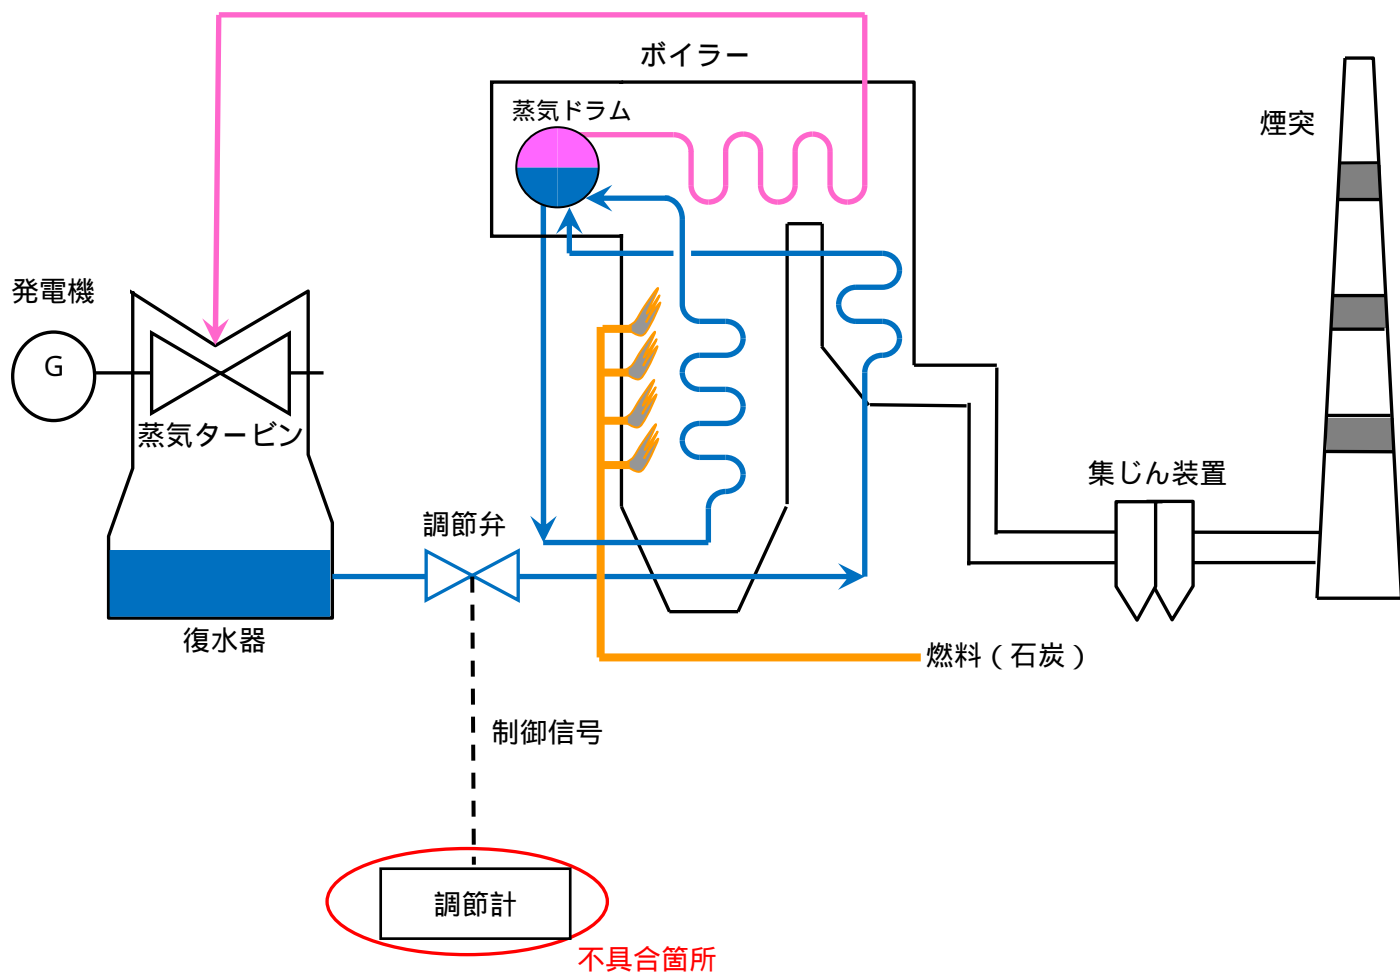 ボイラー
蒸気ドラム
煙突
発電機
G
蒸気タービン
集じん装置
調節弁
復水器
燃料(石炭)
制御信号
調節計
不具合箇所